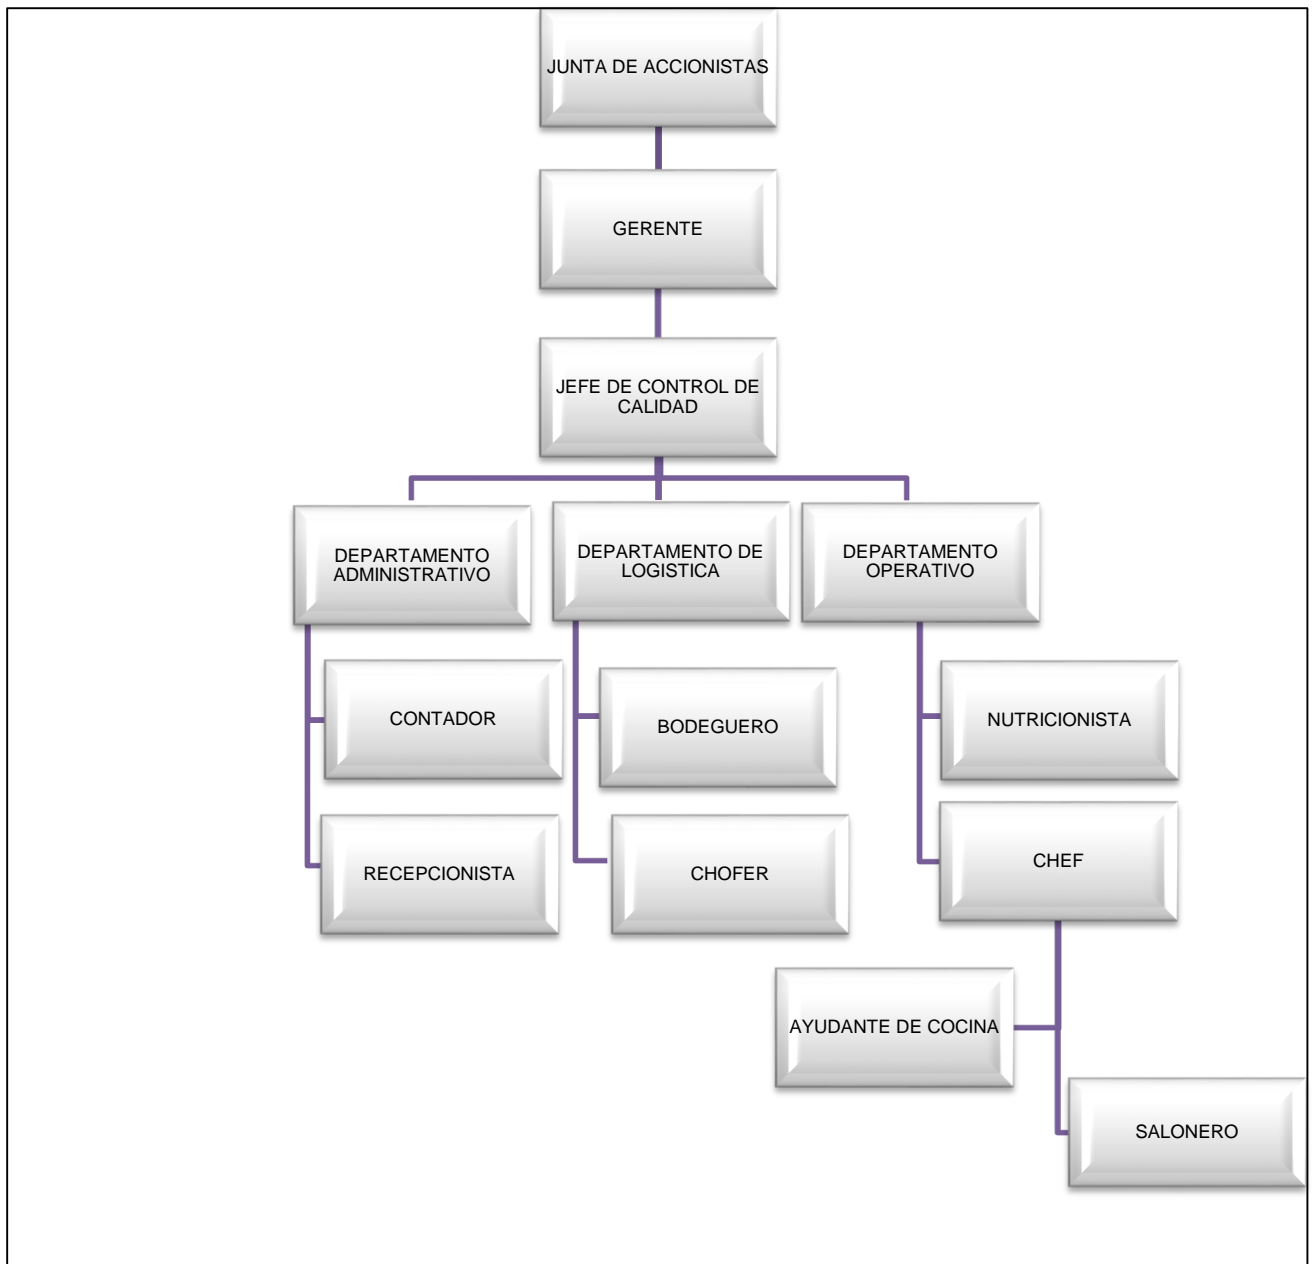 JUNTA DE ACCIONISTAS
GERENTE
JEFE DE CONTROL DE
CALIDAD
DEPARTAMENTO
ADMINISTRATIVO
DEPARTAMENTO DE
LOGISTICA
DEPARTAMENTO
OPERATIVO
CONTADOR
BODEGUERO
NUTRICIONISTA
RECEPCIONISTA
CHOFER
CHEF
AYUDANTE DE COCINA
SALONERO